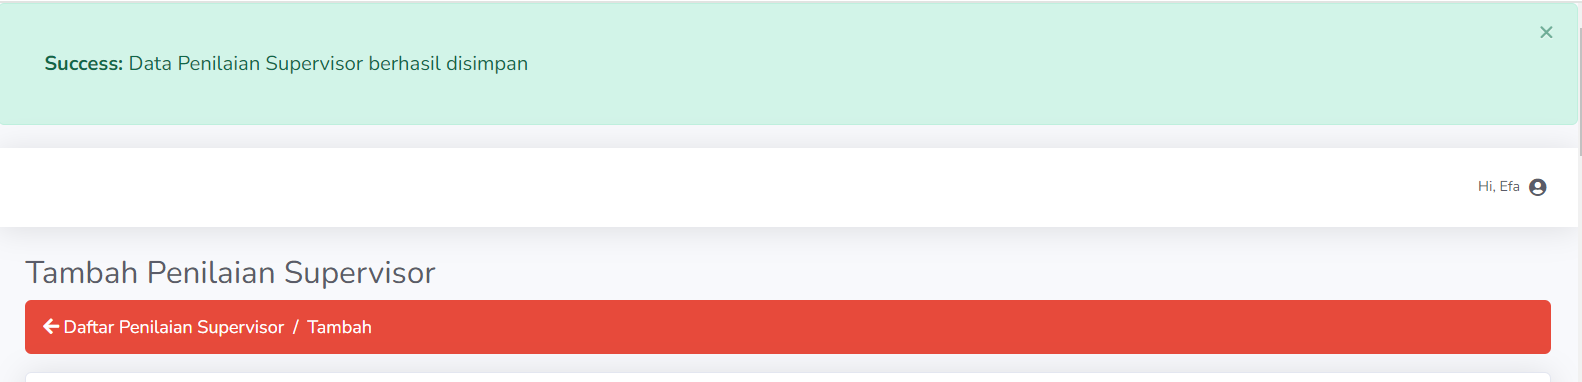 Success: Data Penilaian Supervisor berhasil disimpan
×
Hi, Efa
Tambah Penilaian Supervisor
Daftar Penilaian Supervisor / Tambah